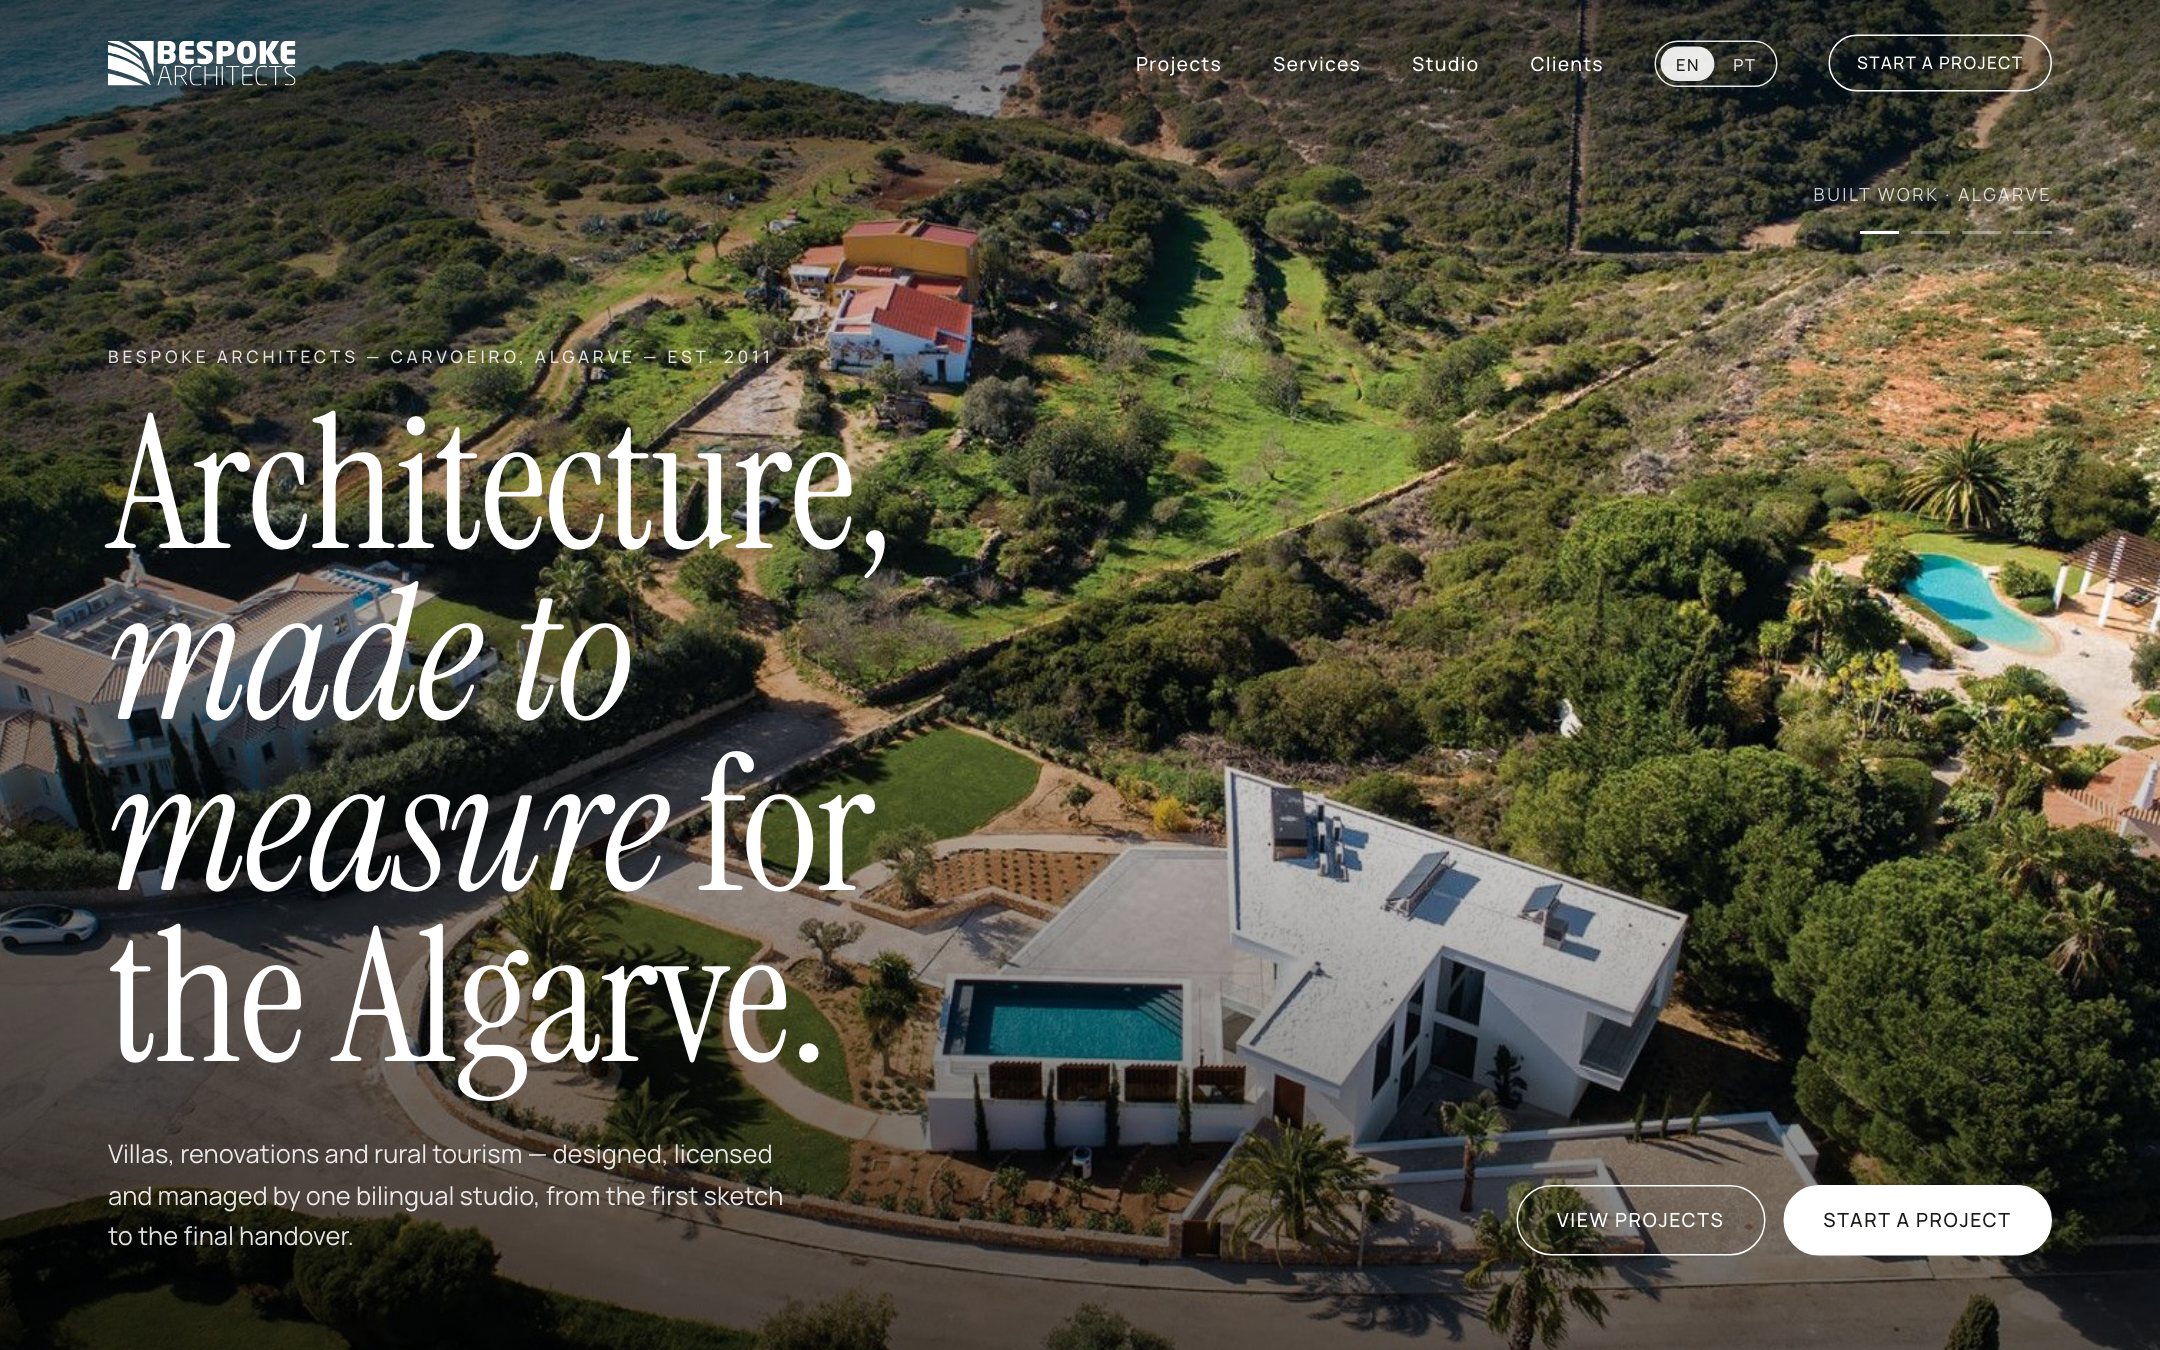 BESPOKE
ARCHITECTS
Projects Services Studio Clients EN PT START A PROJECT
BUILT WORK · ALGARVE
BESPOKE ARCHITECTS — CARVOEIRO, ALGARVE — EST. 2011
Architecture,
made to
measure for
the Algarve.
Villas, renovations and rural tourism — designed, licensed
and managed by one bilingual studio, from the first sketch
to the final handover.
VIEW PROJECTS START A PROJECT